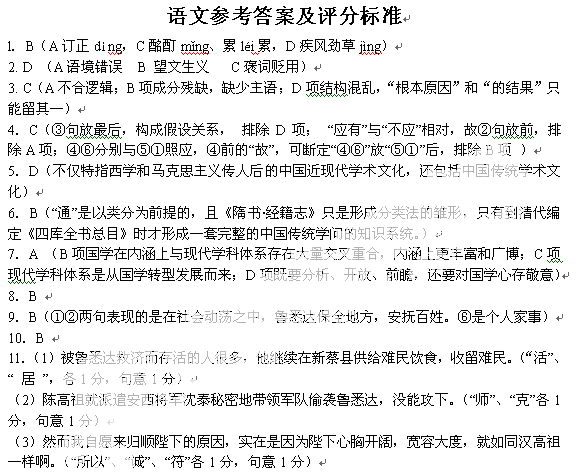 语文参考答案及评分标准
1. B（A订正dìng，C酩酊mǐng、累léi累，D疾风劲草jìng）
2. D （A语境错误 B 望文生义 C褒词贬用）
3. C（A不合逻辑；B项成分残缺，缺少主语；D项结构混乱，“根本原因”和“的结果”只
能留其一）
4. C（③句放最后，构成假设关系， 排除 D 项； “应有”与“不应”相对，故②句放前，排
除A项；④⑥分别与⑤①照应，④前的“故”，可断定“④⑥”放“⑤①”后，排除B项 ）
5. D（不仅特指西学和马克思主义传人后的中国近现代学术文化，还包括中国传统学术文
化）
6. B（“通”是以类分为前提的，且《隋书·经籍志》只是形成分类法的雏形， 只有到清代编
定《四库全书总目》时才形成一套完整的中国传统学问的知识系统。）
7. A （B项国学在内涵上与现代学科体系存在大量交叉重合，内涵上更丰富和广博；C项
现代学科体系是从国学转型发展而来；D项既要分析、开放、前瞻，还要对国学心存敬意）
8. B
9. B（①②两句表现的是在社会动荡之中，鲁悉达保全地方，安抚百姓。⑥是个人家事）
10. B
11.（1）被鲁悉达救济而存活的人很多，他继续在新蔡县供给难民饮食，收留难民。（“活”、
“ 居 ”，各1分，句意1分）
（2）陈高祖就派遣安西将军沈泰秘密地带领军队偷袭鲁悉达，没能攻下。（“师”、“克”各1
分，句意1分）
（3）然而我自愿来归顺陛下的原因，实在是因为陛下心胸开阔，宽容大度，就如同汉高祖
一样啊。（“所以”、“诚”、“符”各1分，句意1分）